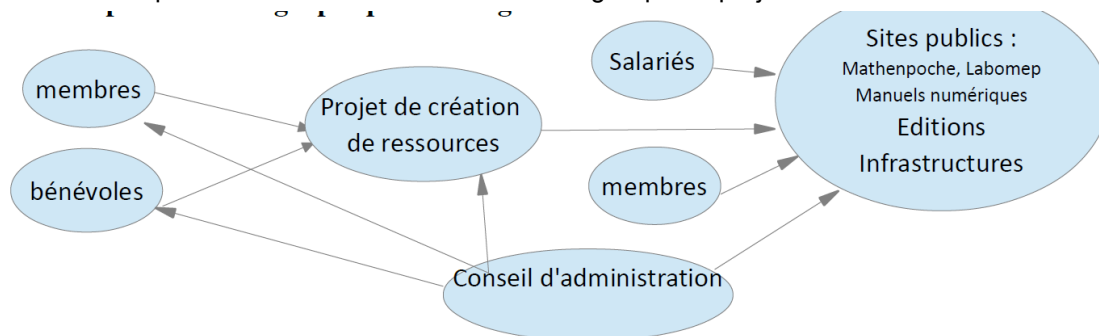 membres
bénévoles
Projet de création
de ressources
Salariés
membres
Sites publics :
Mathenpoche, Labomep
Manuels numériques
Editions
Infrastructures
Conseil d'administration